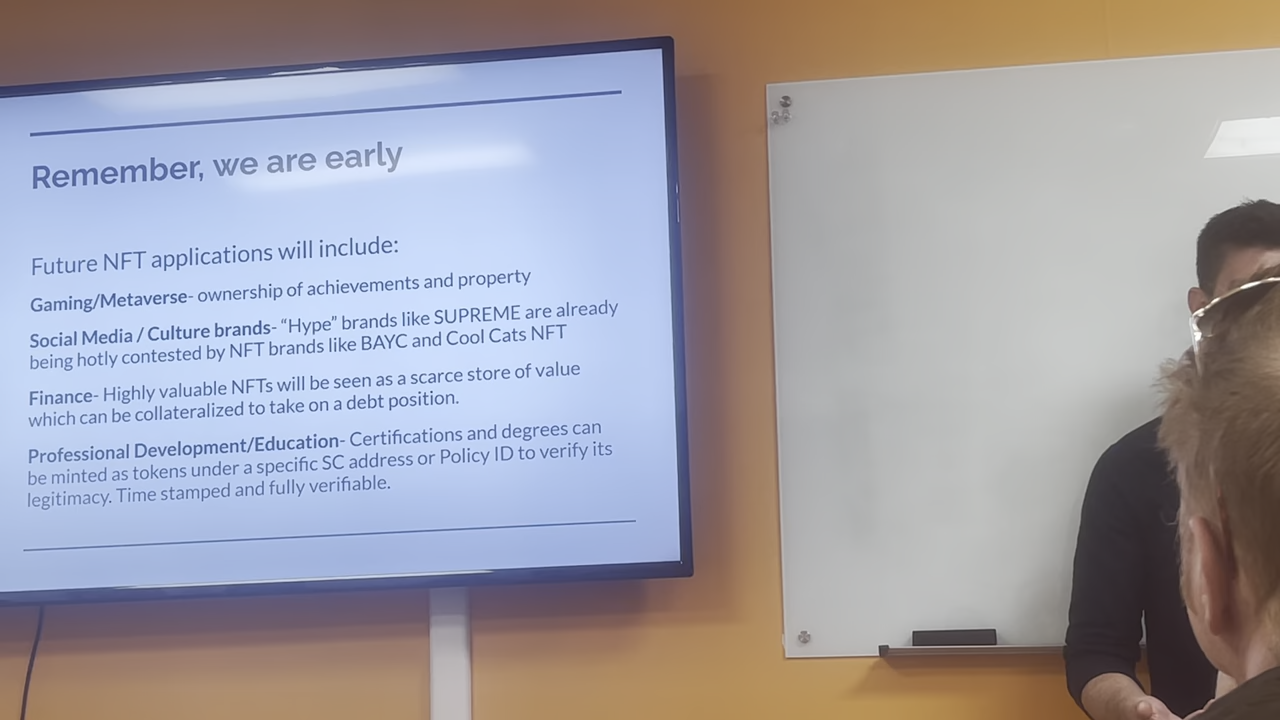 Remember, we are early
Future NFT applications will include:
Gaming/Metaverse- ownership of achievements and property
Social Media / Culture brands- “Hype” brands like SUPREME are already
being hotly contested by NFT brands like BAYC and Cool Cats NFT
Finance- Highly valuable NFTs will be seen as a scarce store of value
which can be collateralized to take on a debt position.
Professional Development/Education- Certifications and degrees can
be minted as tokens under a specific SC address or Policy ID to verify its
legitimacy. Time stamped and fully verifiable.